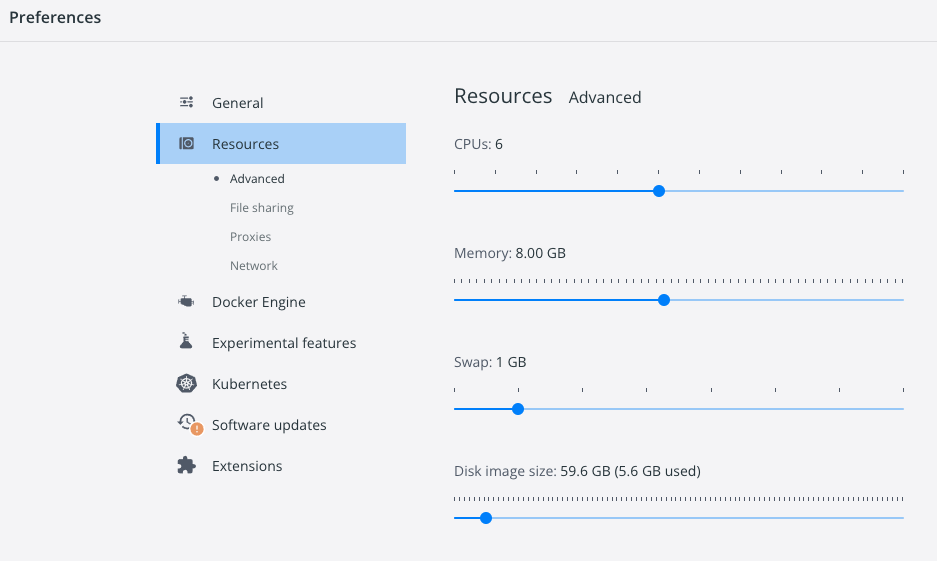 Preferences
General
Resources
Advanced
File sharing
Proxies
Network
Docker Engine
Experimental features
Kubernetes
Software updates
Extensions
Resources Advanced
CPUs: 6
Memory: 8.00 GB
Swap: 1 GB
Disk image size: 59.6 GB (5.6 GB used)